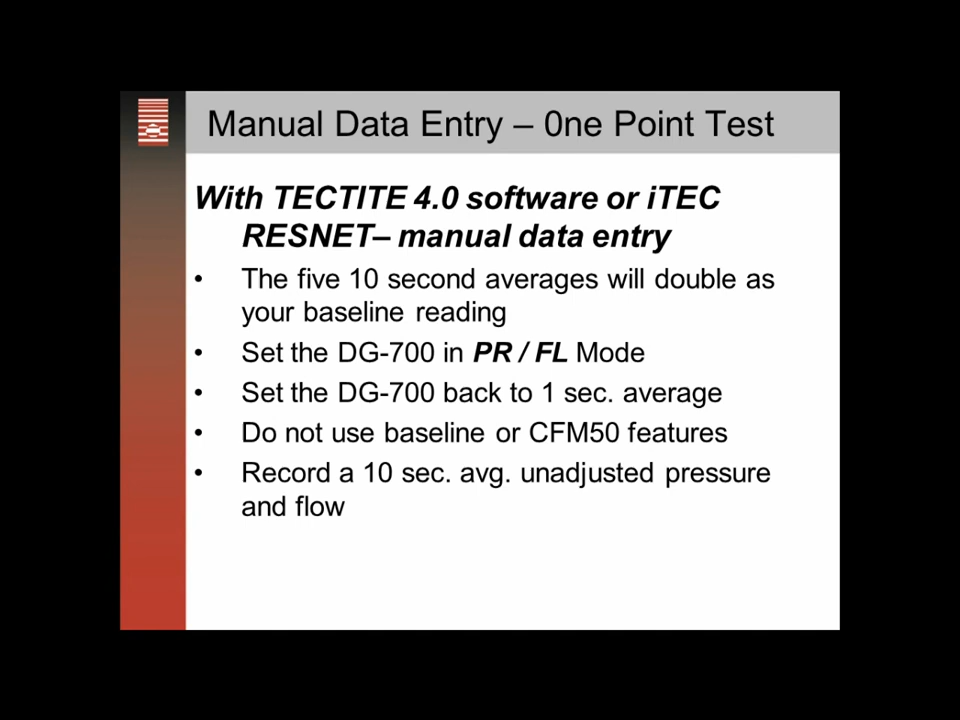 Manual Data Entry – 0ne Point Test
With TECTITE 4.0 software or iTEC
RESNET– manual data entry
• The five 10 second averages will double as
your baseline reading
• Set the DG-700 in PR / FL Mode
• Set the DG-700 back to 1 sec. average
• Do not use baseline or CFM50 features
• Record a 10 sec. avg. unadjusted pressure
and flow